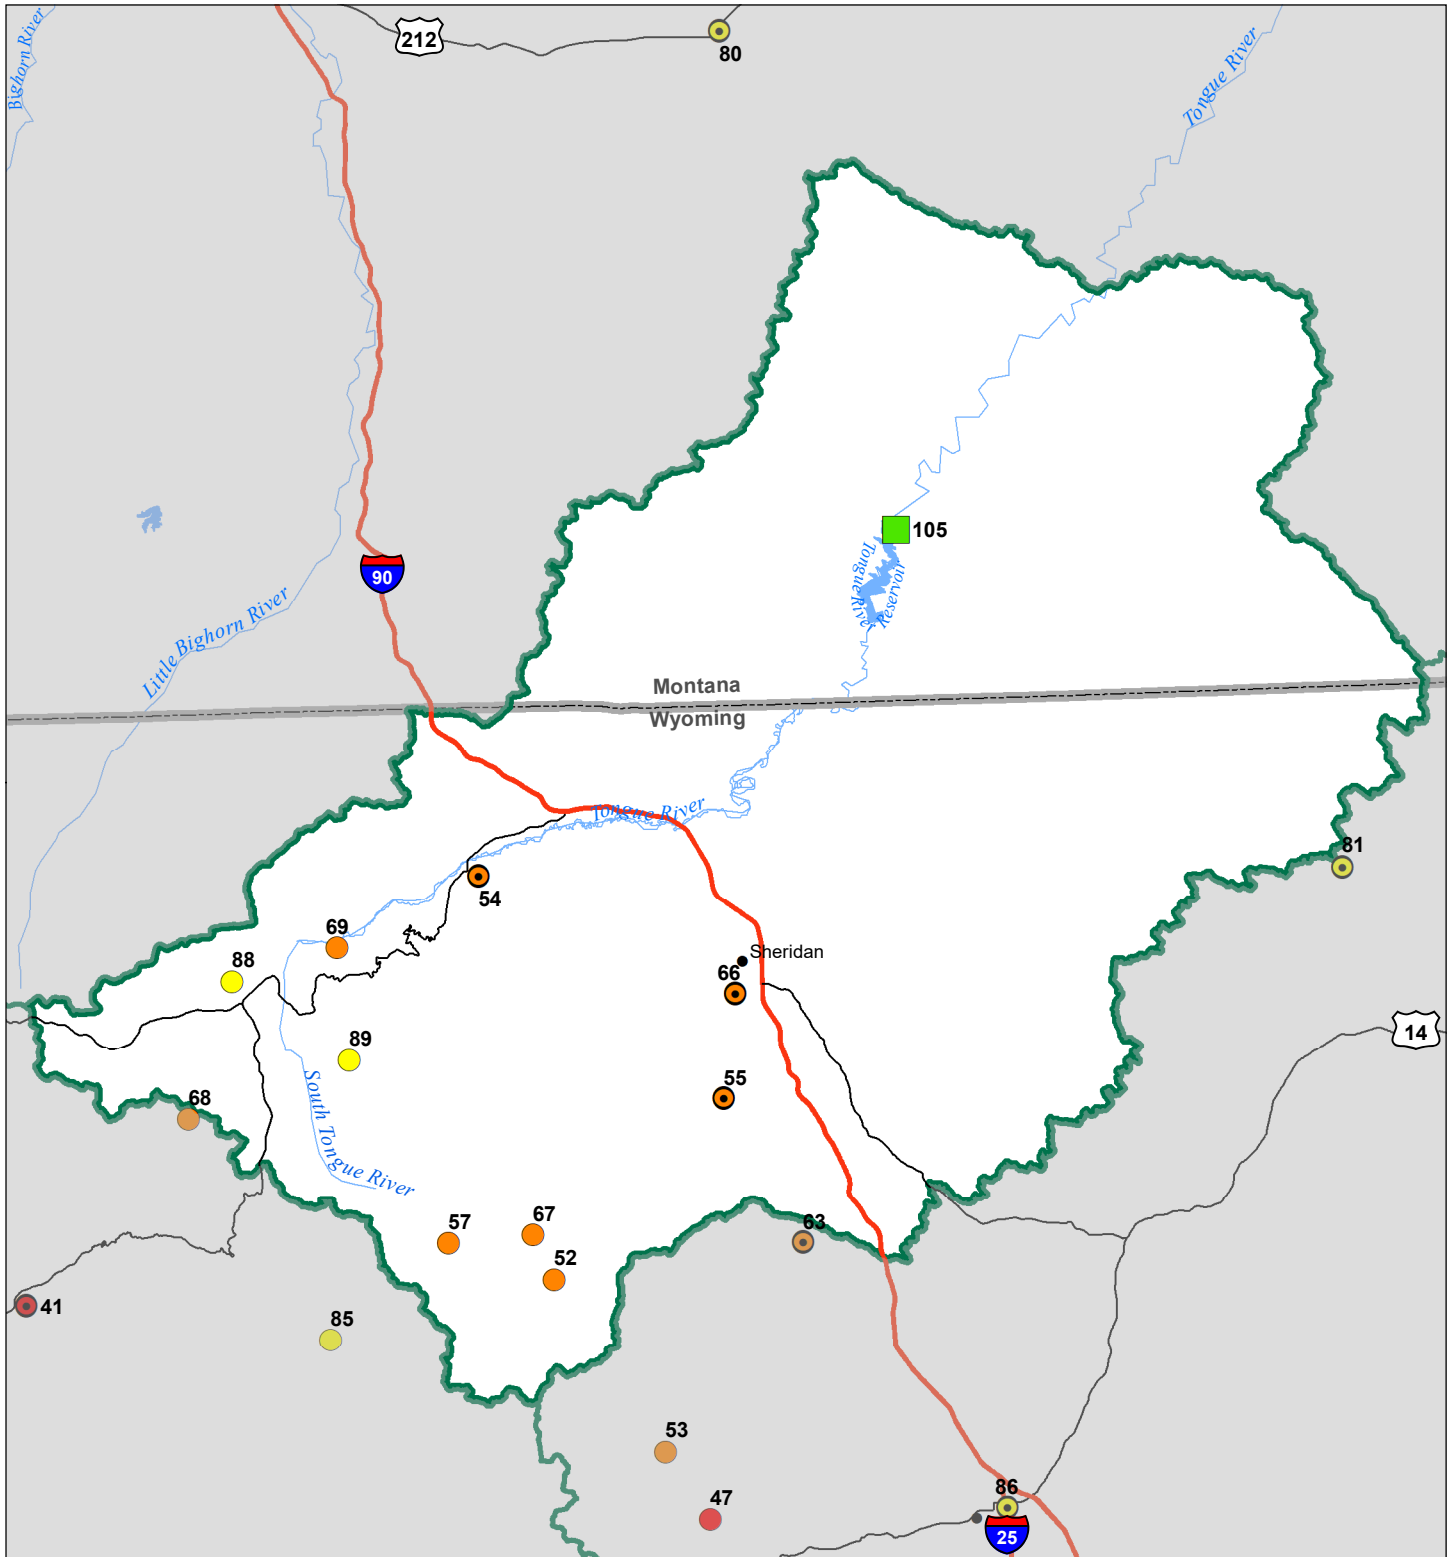 Bighorn River
212
80
Tongue River
105
Tongue River
Reservoir
90
Little Bighorn River
Montana
Wyoming
Tongue River
81
54
69
Sheridan
88
66
14
89
55
68
South Tongue River
57
67
63
52
41
85
53
86
47
25